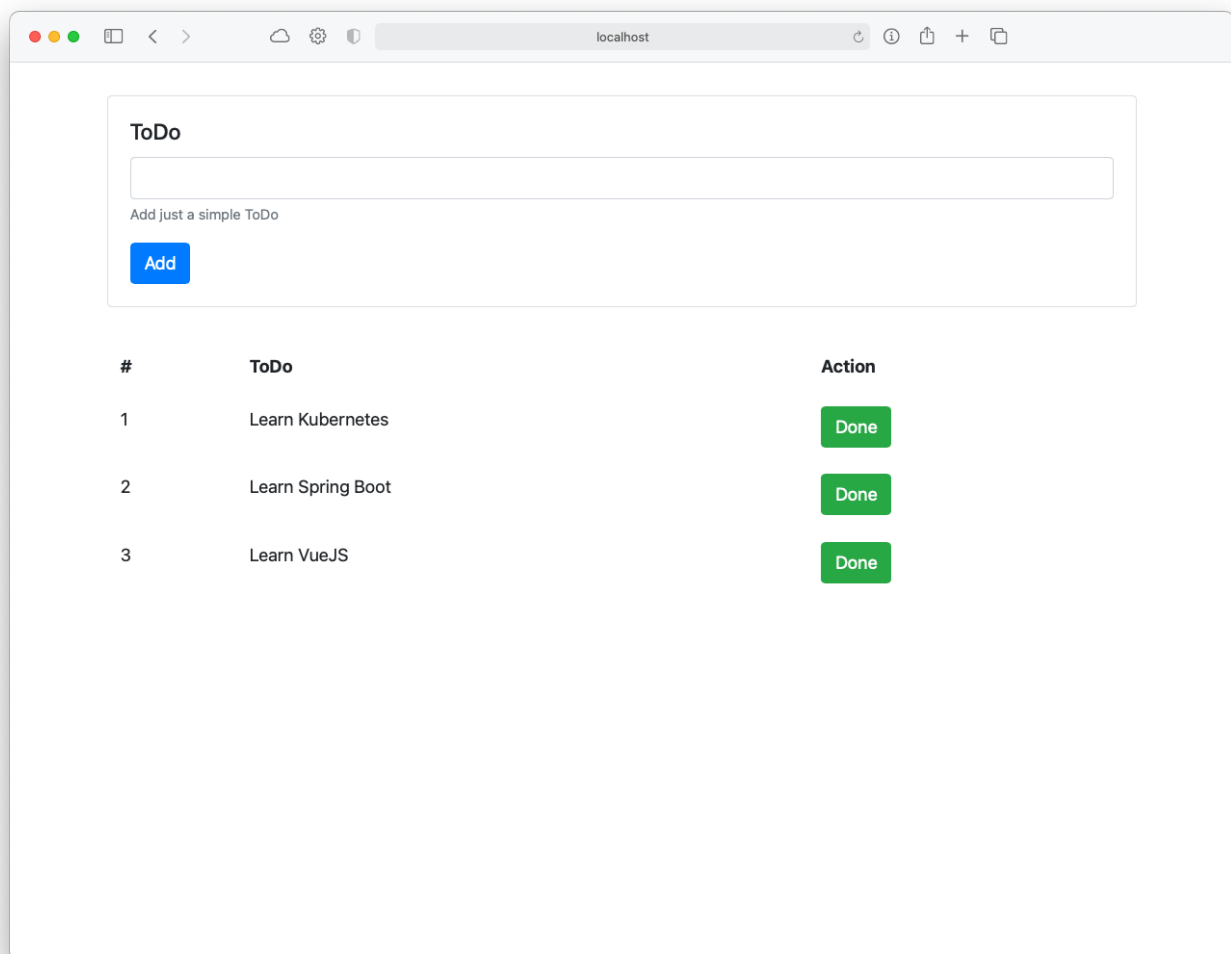 localhost
ToDo
Add just a simple ToDo
Add
# ToDo Action
1 Learn Kubernetes Done
2 Learn Spring Boot Done
3 Learn VueJS Done